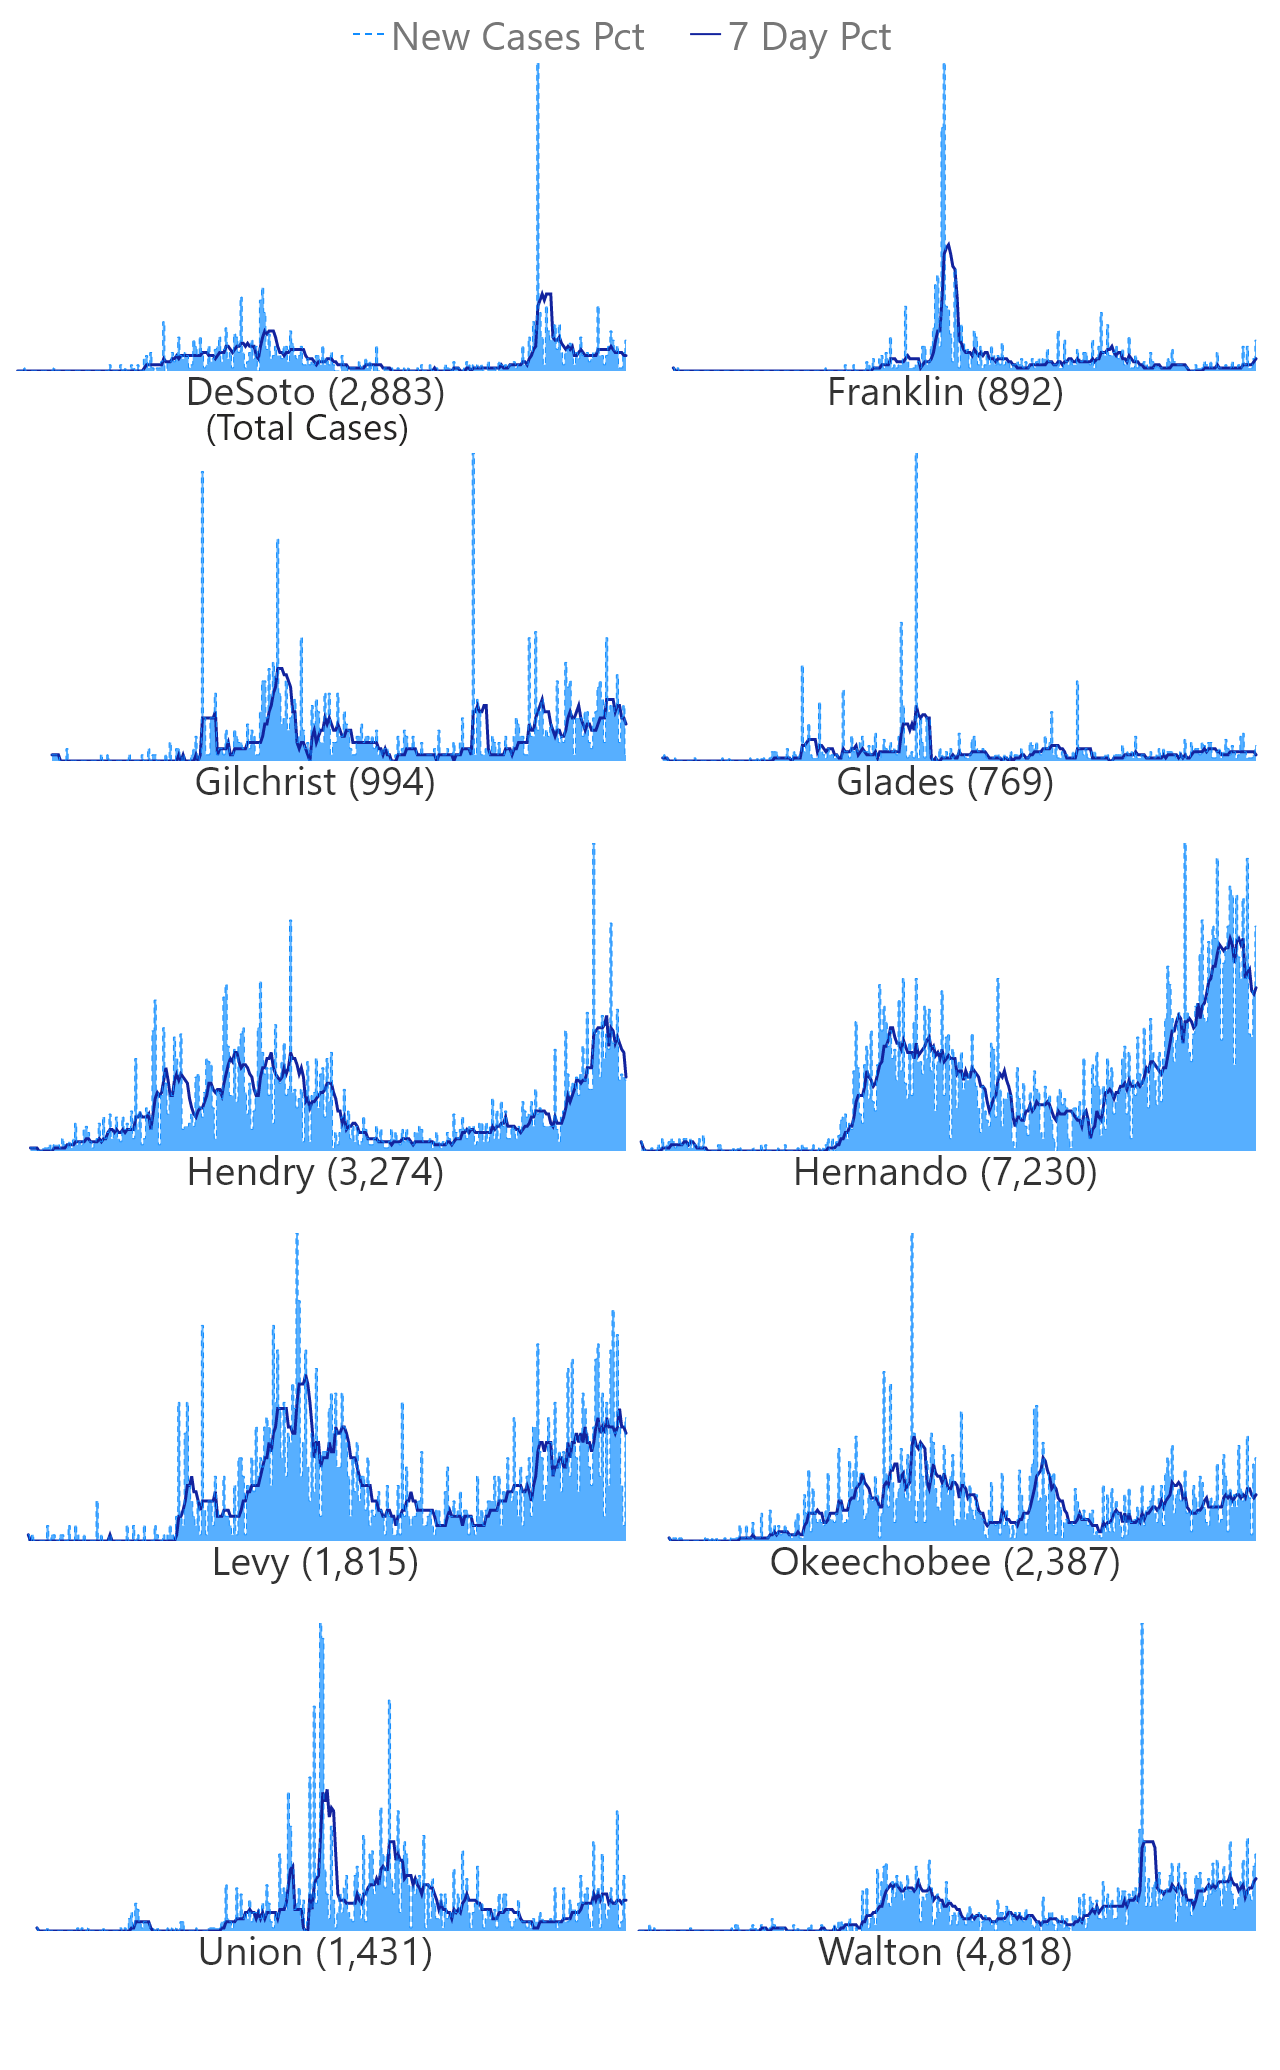 New Cases Pct 7 Day Pct
DeSoto (2,883) Franklin (892)
(Total Cases)
Gilchrist (994) Glades (769)
Hendry (3,274) Hernando (7,230)
Levy (1,815) Okeechobee (2,387)
Union (1,431) Walton (4,818)